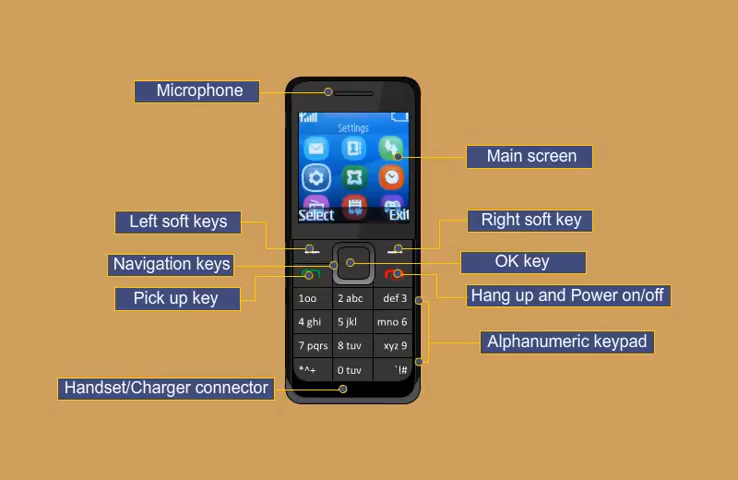 Microphone
Settings
Main screen
Select
Exit
Left soft keys
Right soft key
Navigation keys
OK key
Pick up key
Hang up and Power on/off
1oo
2 abc
def 3
4 ghi
5 jkl
mno 6
Alphanumeric keypad
7 pqrs
8 tuv
xyz 9
*^+
0 tuv
`!#
Handset/Charger connector